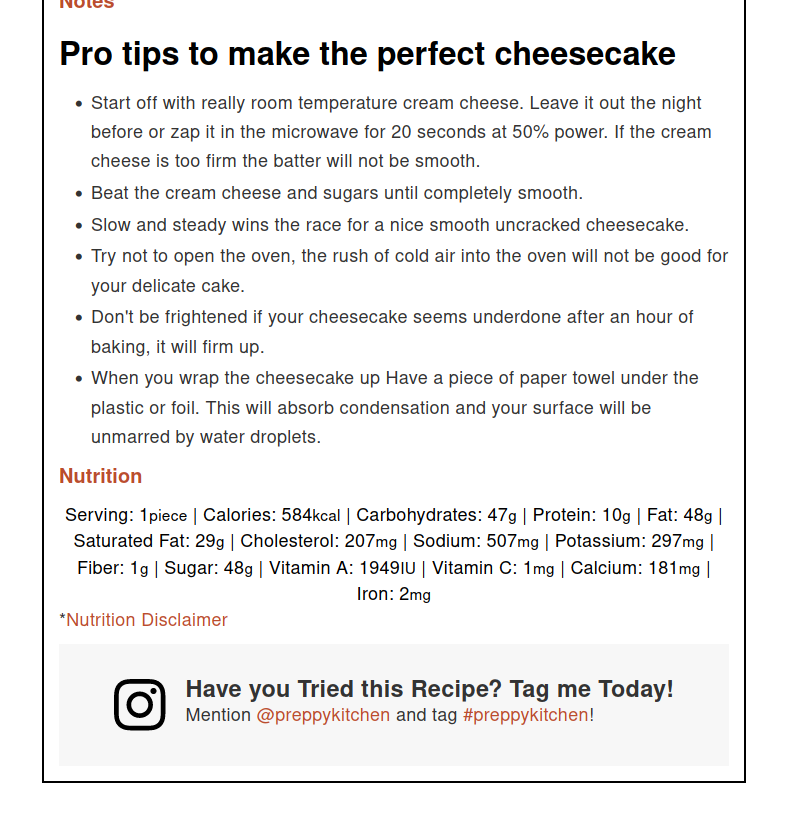 Notes
Pro tips to make the perfect cheesecake
• Start off with really room temperature cream cheese. Leave it out the night
before or zap it in the microwave for 20 seconds at 50% power. If the cream
cheese is too firm the batter will not be smooth.
• Beat the cream cheese and sugars until completely smooth.
• Slow and steady wins the race for a nice smooth uncracked cheesecake.
• Try not to open the oven, the rush of cold air into the oven will not be good for
your delicate cake.
• Don't be frightened if your cheesecake seems underdone after an hour of
baking, it will firm up.
• When you wrap the cheesecake up Have a piece of paper towel under the
plastic or foil. This will absorb condensation and your surface will be
unmarred by water droplets.
Nutrition
Serving: 1piece | Calories: 584kcal | Carbohydrates: 47g | Protein: 10g | Fat: 48g |
Saturated Fat: 29g | Cholesterol: 207mg | Sodium: 507mg | Potassium: 297mg |
Fiber: 1g | Sugar: 48g | Vitamin A: 1949IU | Vitamin C: 1mg | Calcium: 181mg |
Iron: 2mg
*Nutrition Disclaimer
Have you Tried this Recipe? Tag me Today!
Mention @preppykitchen and tag #preppykitchen!